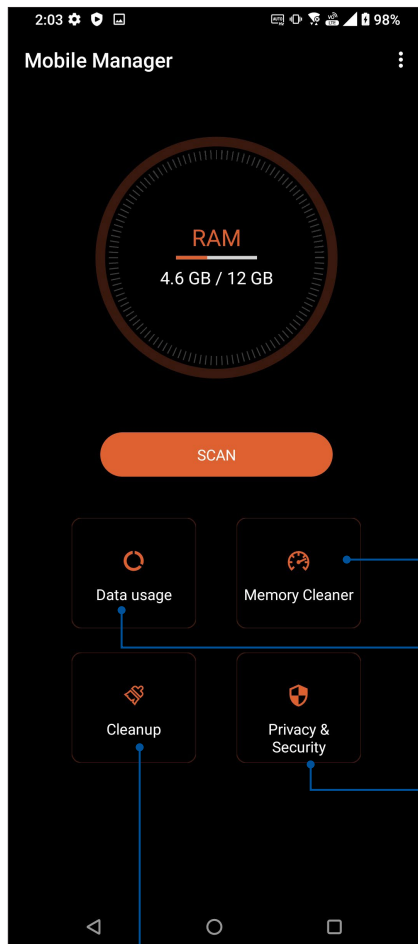 2:03 98%
Mobile Manager
RAM
4.6 GB / 12 GB
SCAN
Data usage
Memory Cleaner
Cleanup
Privacy &
Security